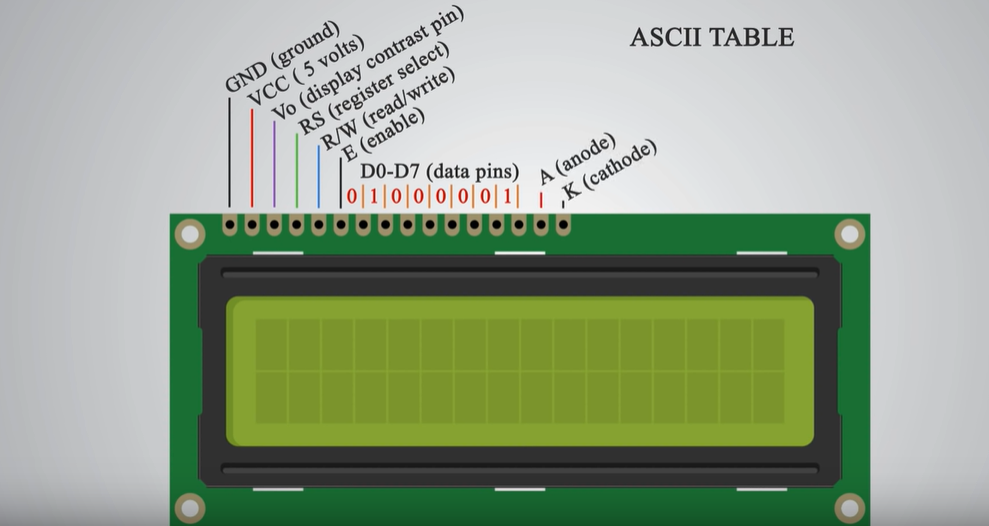 ASCII TABLE
GND (ground)
VCC ( 5 volts)
Vo (display contrast pin)
RS (register select)
R/W (read/write)
E (enable)
D0-D7 (data pins)
0|1|0|0|0|0|0|1|
A (anode)
K (cathode)